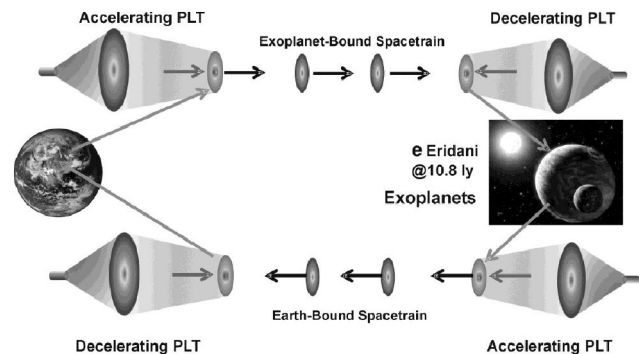 Accelerating PLT
Decelerating PLT
Exoplanet-Bound Spacetrain
e Eridani
@10.8 ly
Exoplanets
Earth-Bound Spacetrain
Decelerating PLT
Accelerating PLT